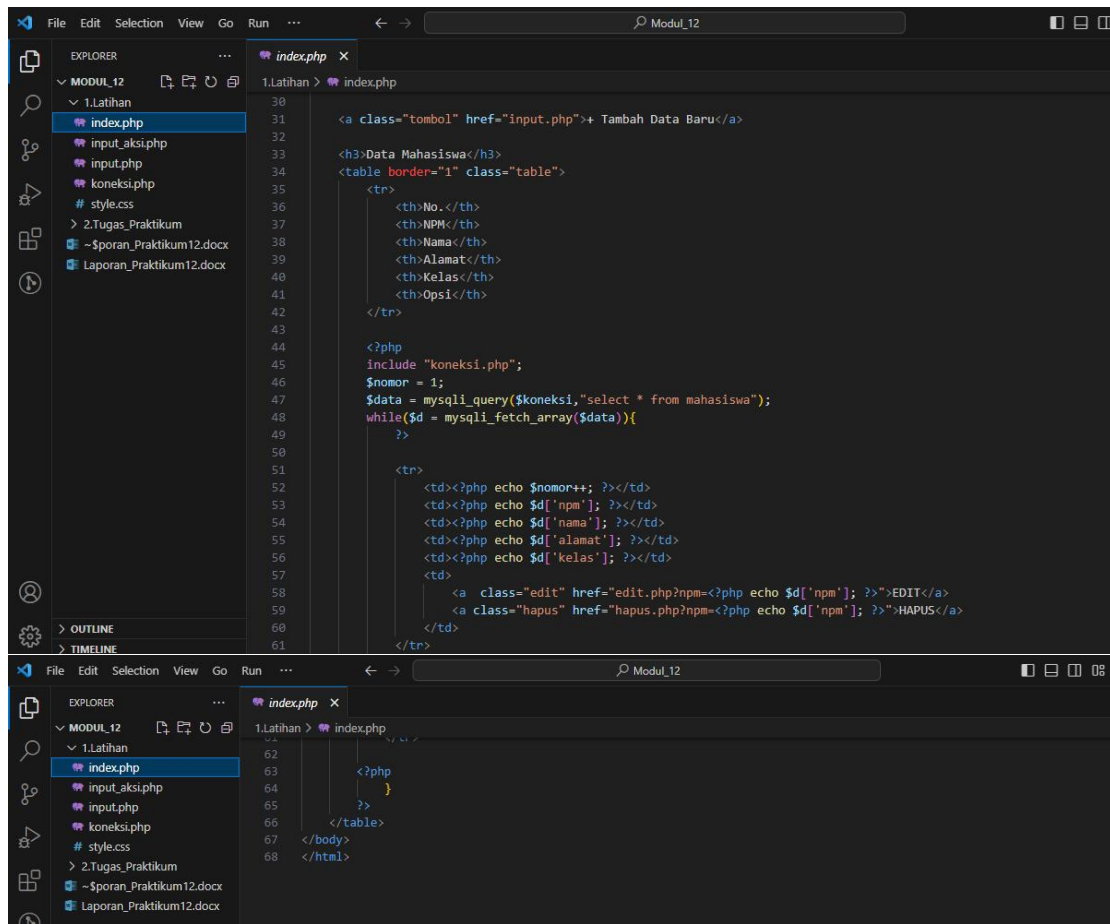 File Edit Selection View Go Run ··· ← → Modul_12
EXPLORER ··· index.php ×
MODUL_12 1.Latihan > index.php
1.Latihan
index.php
input_aksi.php
input.php
koneksi.php
# style.css
> 2.Tugas_Praktikum
~$poran_Praktikum12.docx
Laporan_Praktikum12.docx
> OUTLINE
> TIMELINE
30
31 <a class="tombol" href="input.php">+ Tambah Data Baru</a>
32
33 <h3>Data Mahasiswa</h3>
34 <table border="1" class="table">
35 <tr>
36 <th>No.</th>
37 <th>NPM</th>
38 <th>Nama</th>
39 <th>Alamat</th>
40 <th>Kelas</th>
41 <th>Opsi</th>
42 </tr>
43
44 <?php
45 include "koneksi.php";
46 $nomor = 1;
47 $data = mysqli_query($koneksi,"select * from mahasiswa");
48 while($d = mysqli_fetch_array($data)){
49 ?>
50
51 <tr>
52 <td><?php echo $nomor++; ?></td>
53 <td><?php echo $d['npm']; ?></td>
54 <td><?php echo $d['nama']; ?></td>
55 <td><?php echo $d['alamat']; ?></td>
56 <td><?php echo $d['kelas']; ?></td>
57 <td>
58 <a  class="edit" href="edit.php?npm=<?php echo $d['npm']; ?>">EDIT</a>
59 <a class="hapus" href="hapus.php?npm=<?php echo $d['npm']; ?>">HAPUS</a>
60 </td>
61 </tr>
File Edit Selection View Go Run ··· ← → Modul_12
EXPLORER ··· index.php ×
MODUL_12 1.Latihan > index.php
1.Latihan
index.php
input_aksi.php
input.php
koneksi.php
# style.css
> 2.Tugas_Praktikum
~$poran_Praktikum12.docx
Laporan_Praktikum12.docx
61 </tr>
62
63 <?php
64 }
65 ?>
66 </table>
67 </body>
68 </html>